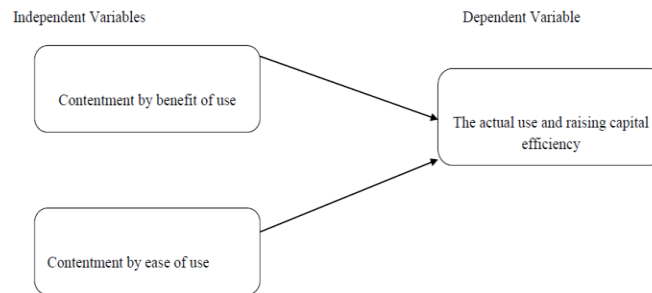 Independent Variables
Dependent Variable
Contentment by benefit of use
The actual use and raising capital
efficiency
Contentment by ease of use